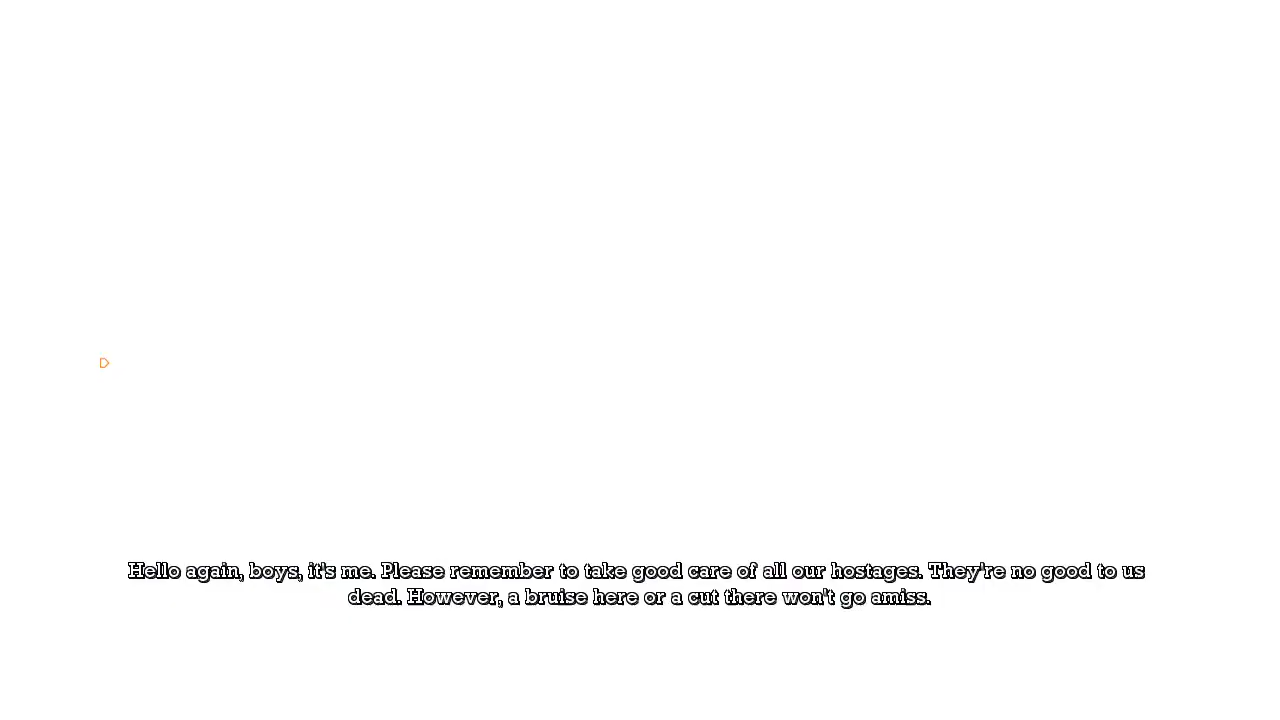 Hello again, boys, it's me. Please remember to take good care of all our hostages. They're no good to us
dead. However, a bruise here or a cut there won't go amiss.